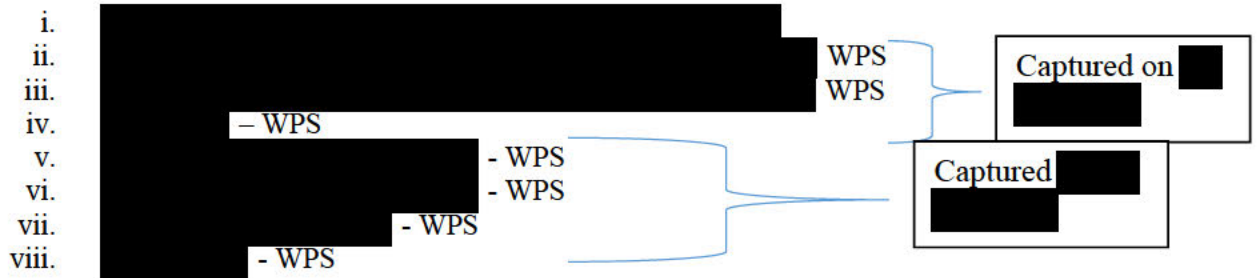 i.
ii. WPS
iii. WPS
iv. – WPS
v. - WPS
vi. - WPS
vii. - WPS
viii. - WPS
Captured on
Captured